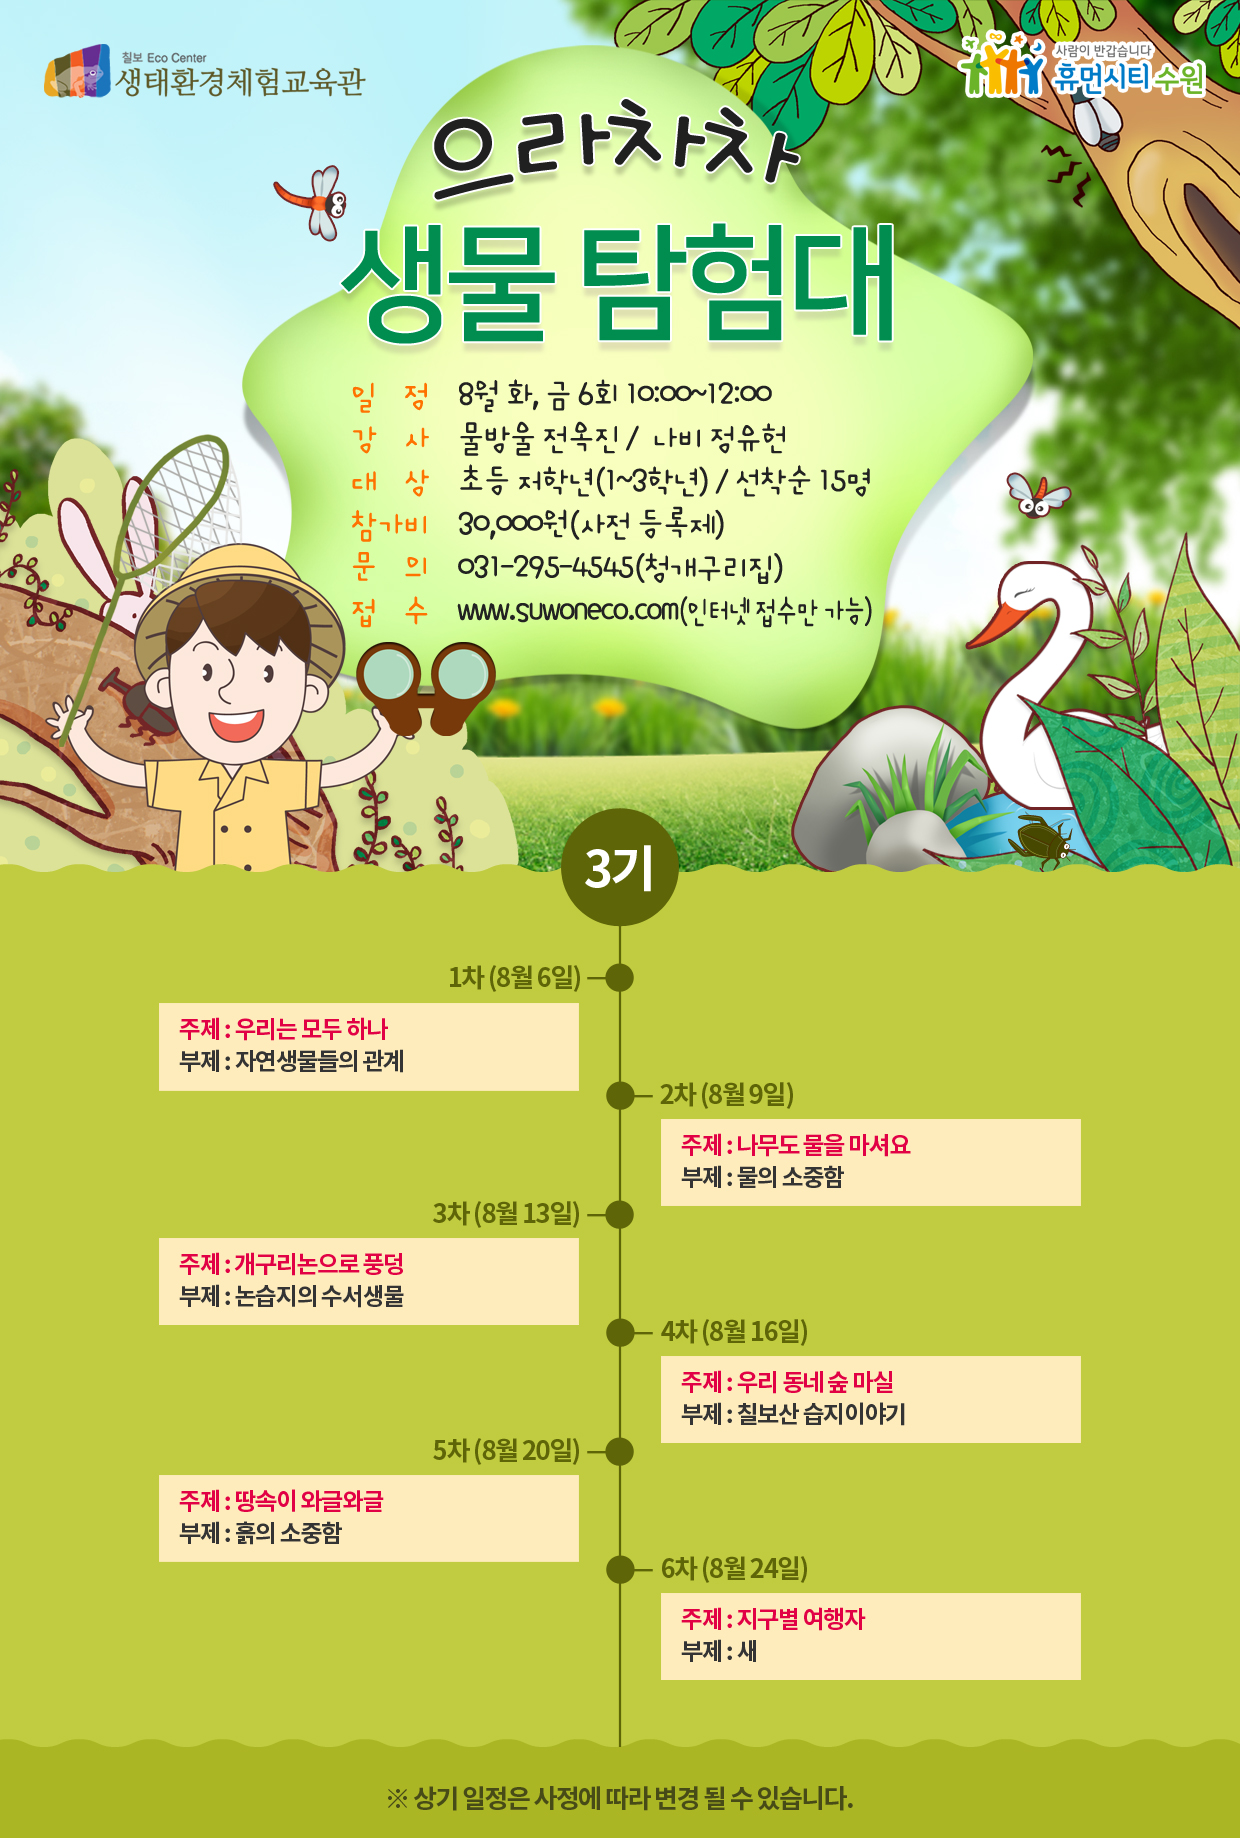 칠보 Eco Center
생태환경체험교육관
사람이 반갑습니다
휴먼시티 수원
으라차차
생물 탐험대
일 정 8월 화, 금 6회 10:00~12:00
강 사 물방울 전옥진 / 나비 정유헌
대 상 초등 저학년(1~3학년) / 선착순 15명
참가비 30,000원(사전 등록제)
문 의 031-295-4545(청개구리집)
접 수 www.suwoneco.com(인터넷 접수만 가능)
3기
1차 (8월 6일)
주제 : 우리는 모두 하나
부제 : 자연생물들의 관계
2차 (8월 9일)
주제 : 나무도 물을 마셔요
부제 : 물의 소중함
3차 (8월 13일)
주제 : 개구리논으로 풍덩
부제 : 논습지의 수서생물
4차 (8월 16일)
주제 : 우리 동네 숲 마실
부제 : 칠보산 습지이야기
5차 (8월 20일)
주제 : 땅속이 와글와글
부제 : 흙의 소중함
6차 (8월 24일)
주제 : 지구별 여행자
부제 : 새
※ 상기 일정은 사정에 따라 변경 될 수 있습니다.